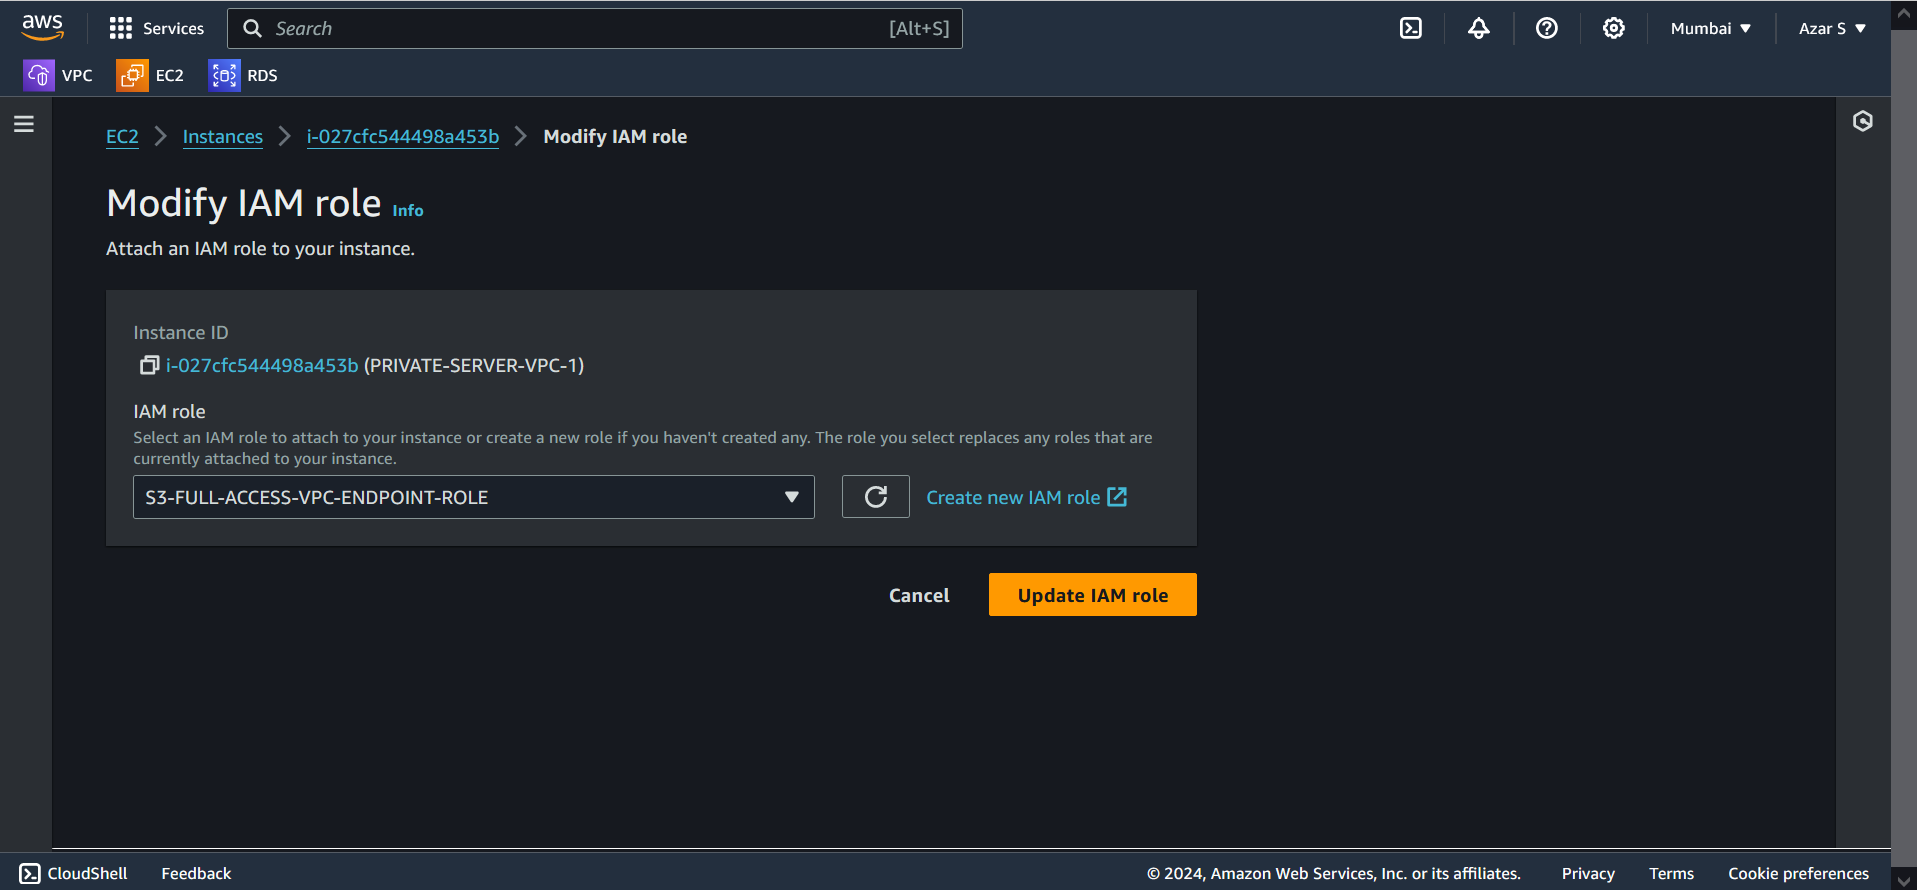 aws
Services
Search
[Alt+S]
Mumbai
Azar S
VPC
EC2
RDS
EC2
Instances
i-027cfc544498a453b
Modify IAM role
Modify IAM role Info
Attach an IAM role to your instance.
Instance ID
i-027cfc544498a453b (PRIVATE-SERVER-VPC-1)
IAM role
Select an IAM role to attach to your instance or create a new role if you haven't created any. The role you select replaces any roles that are
currently attached to your instance.
S3-FULL-ACCESS-VPC-ENDPOINT-ROLE
Create new IAM role
Cancel
Update IAM role
CloudShell
Feedback
© 2024, Amazon Web Services, Inc. or its affiliates.
Privacy
Terms
Cookie preferences